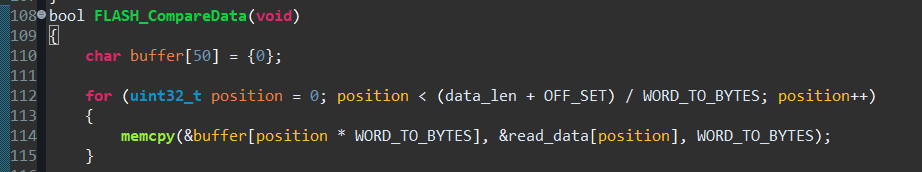 108 bool FLASH_CompareData(void)
109 {
110 char buffer[50] = {0};
111
112 for (uint32_t position = 0; position < (data_len + OFF_SET) / WORD_TO_BYTES; position++)
113 {
114 memcpy(&buffer[position * WORD_TO_BYTES], &read_data[position], WORD_TO_BYTES);
115 }